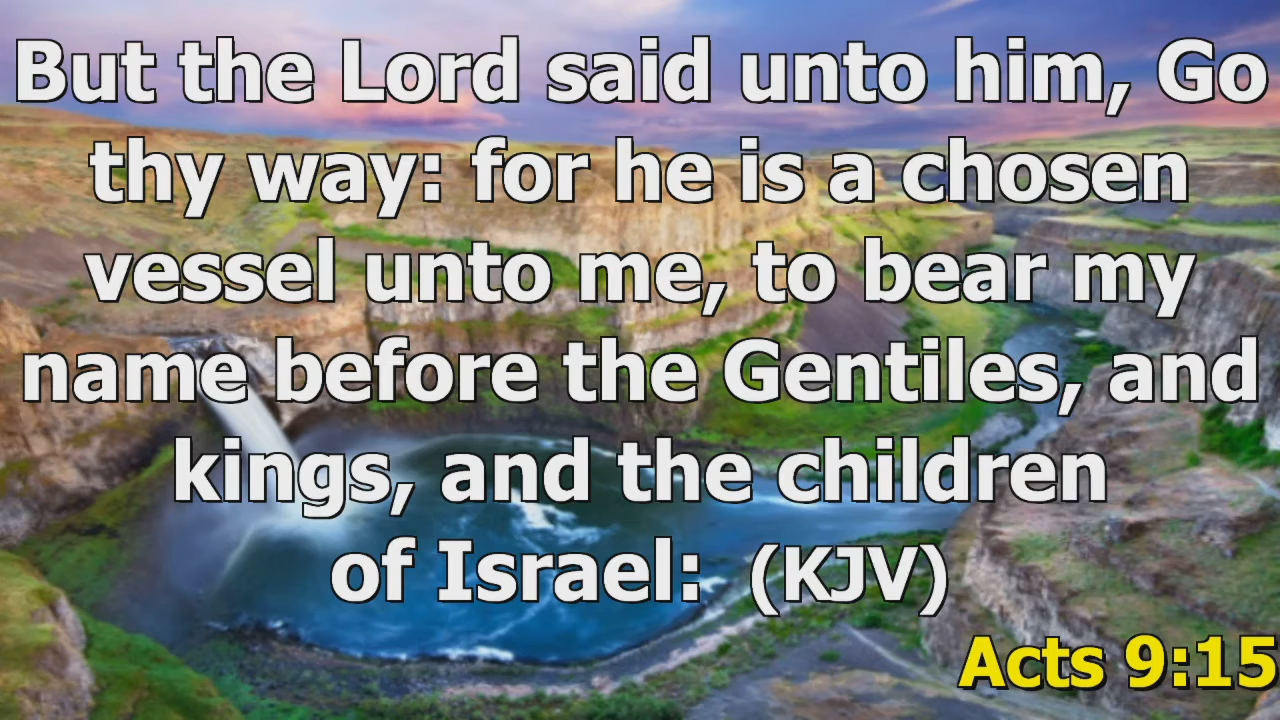 But the Lord said unto him, Go
thy way: for he is a chosen
vessel unto me, to bear my
name before the Gentiles, and
kings, and the children
of Israel: (KJV)
Acts 9:15